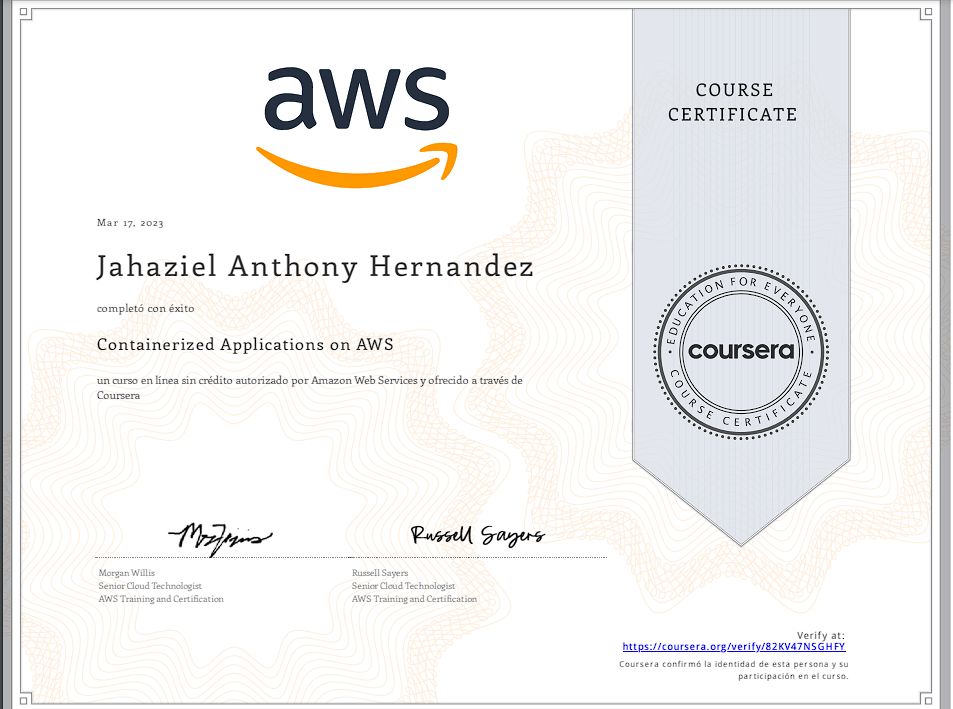 aws
COURSE
CERTIFICATE
Mar 17, 2023
Jahaziel Anthony Hernandez
completó con éxito
Containerized Applications on AWS
un curso en línea sin crédito autorizado por Amazon Web Services y ofrecido a través de
Coursera
EDUCATION FOR EVERYONE
coursera
COURSE CERTIFICATE
Russell Sayers
Morgan Willis
Senior Cloud Technologist
AWS Training and Certification
Russell Sayers
Senior Cloud Technologist
AWS Training and Certification
Verify at:
https://coursera.org/verify/82KV47NSGHFY
Coursera confirmó la identidad de esta persona y su
participación en el curso.